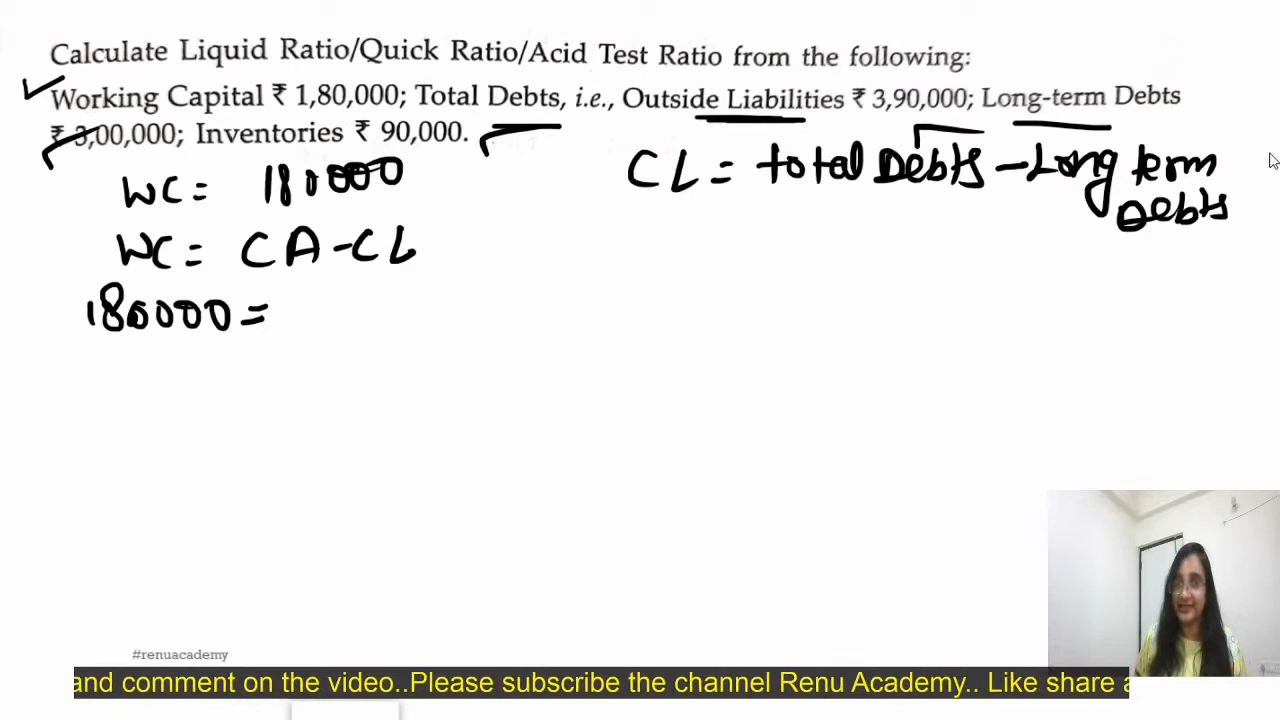 Calculate Liquid Ratio/Quick Ratio/Acid Test Ratio from the following:
Working Capital ₹ 1,80,000; Total Debts, i.e., Outside Liabilities ₹ 3,90,000; Long-term Debts
₹ 3,00,000; Inventories ₹ 90,000.
WC = 180000
CL = total Debts - Long term
Debts
WC = CA - CL
180000 =
#renuacademy
and comment on the video..Please subscribe the channel Renu Academy.. Like share